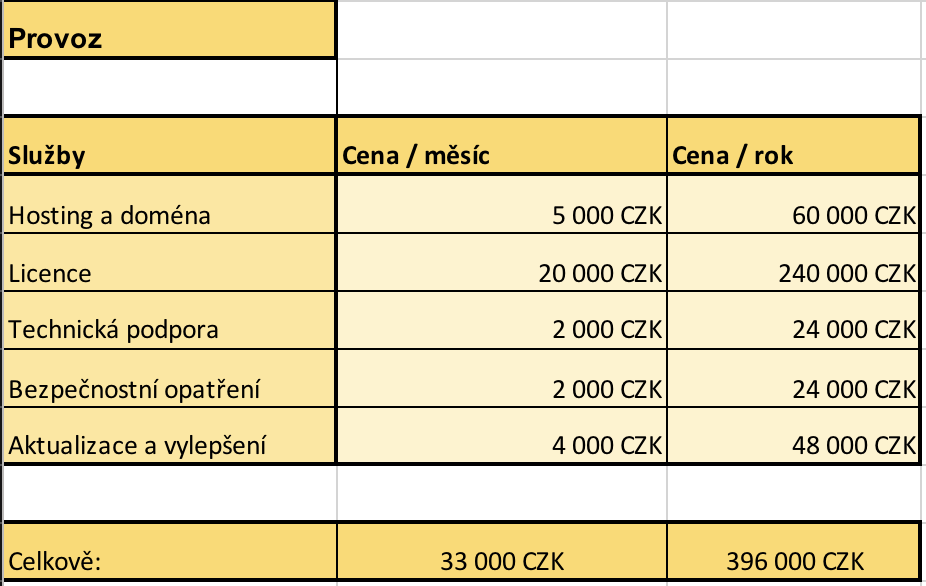 Provoz
Služby Cena / měsíc Cena / rok
Hosting a doména 5 000 CZK 60 000 CZK
Licence 20 000 CZK 240 000 CZK
Technická podpora 2 000 CZK 24 000 CZK
Bezpečnostní opatření 2 000 CZK 24 000 CZK
Aktualizace a vylepšení 4 000 CZK 48 000 CZK
Celkově: 33 000 CZK 396 000 CZK